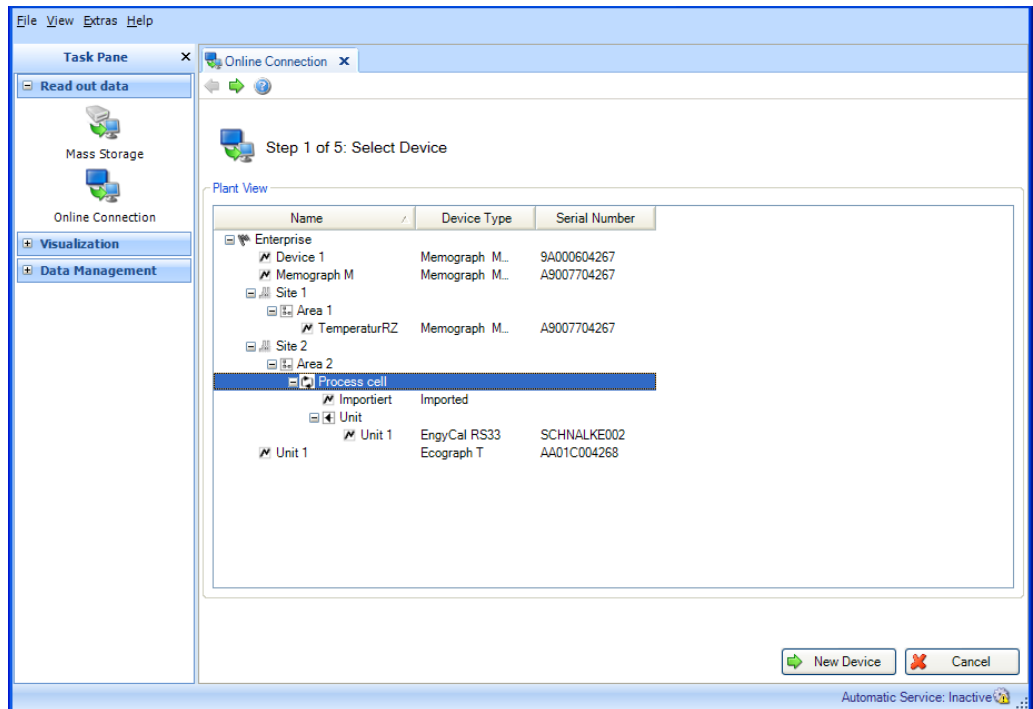 File View Extras Help
Task Pane
Online Connection
Read out data
Mass Storage
Online Connection
Visualization
Data Management
Step 1 of 5: Select Device
Plant View
Name Device Type Serial Number
Enterprise
Device 1 Memograph M... 9A000604267
Memograph M Memograph M... A9007704267
Site 1
Area 1
TemperaturRZ Memograph M... A9007704267
Site 2
Area 2
Process cell
Importiert Imported
Unit
Unit 1 EngyCal RS33 SCHNALKE002
Unit 1 Ecograph T AA01C004268
New Device Cancel
Automatic Service: Inactive